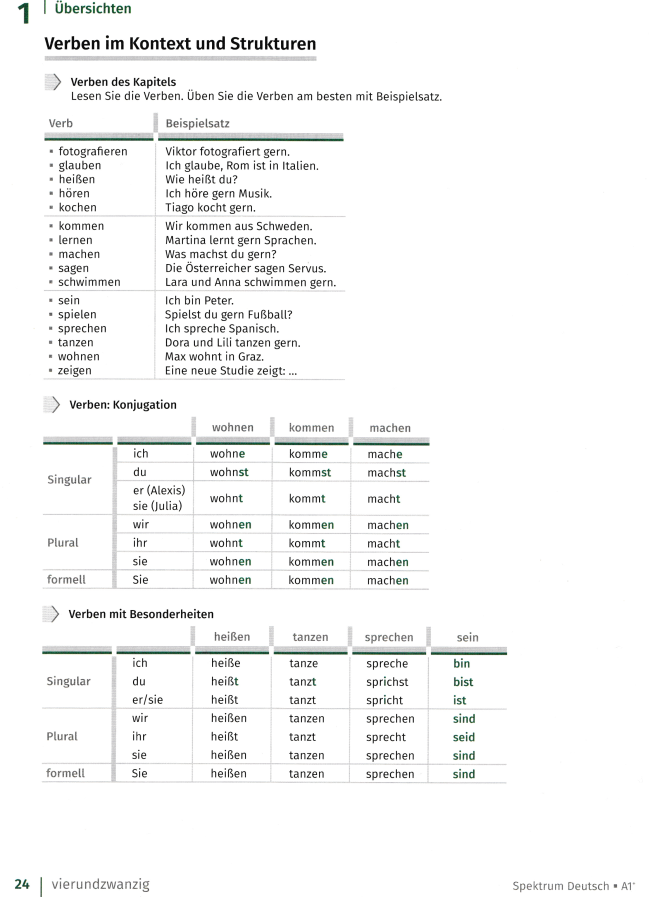 1 | Übersichten
Verben im Kontext und Strukturen
Verben des Kapitels
Lesen Sie die Verben. Üben Sie die Verben am besten mit Beispielsatz.
Verb Beispielsatz
▪ fotografieren Viktor fotografiert gern.
▪ glauben Ich glaube, Rom ist in Italien.
▪ heißen Wie heißt du?
▪ hören Ich höre gern Musik.
▪ kochen Tiago kocht gern.
▪ kommen Wir kommen aus Schweden.
▪ lernen Martina lernt gern Sprachen.
▪ machen Was machst du gern?
▪ sagen Die Österreicher sagen Servus.
▪ schwimmen Lara und Anna schwimmen gern.
▪ sein Ich bin Peter.
▪ spielen Spielst du gern Fußball?
▪ sprechen Ich spreche Spanisch.
▪ tanzen Dora und Lili tanzen gern.
▪ wohnen Max wohnt in Graz.
▪ zeigen Eine neue Studie zeigt: ...
Verben: Konjugation
wohnen kommen machen
Singular
ich wohne komme mache
du wohnst kommst machst
er (Alexis)
sie (Julia) wohnt kommt macht
Plural
wir wohnen kommen machen
ihr wohnt kommt macht
sie wohnen kommen machen
formell Sie wohnen kommen machen
Verben mit Besonderheiten
heißen tanzen sprechen sein
Singular
ich heiße tanze spreche bin
du heißt tanzt sprichst bist
er/sie heißt tanzt spricht ist
Plural
wir heißen tanzen sprechen sind
ihr heißt tanzt sprecht seid
sie heißen tanzen sprechen sind
formell Sie heißen tanzen sprechen sind
24 | vierundzwanzig
Spektrum Deutsch ▪ A1⁺